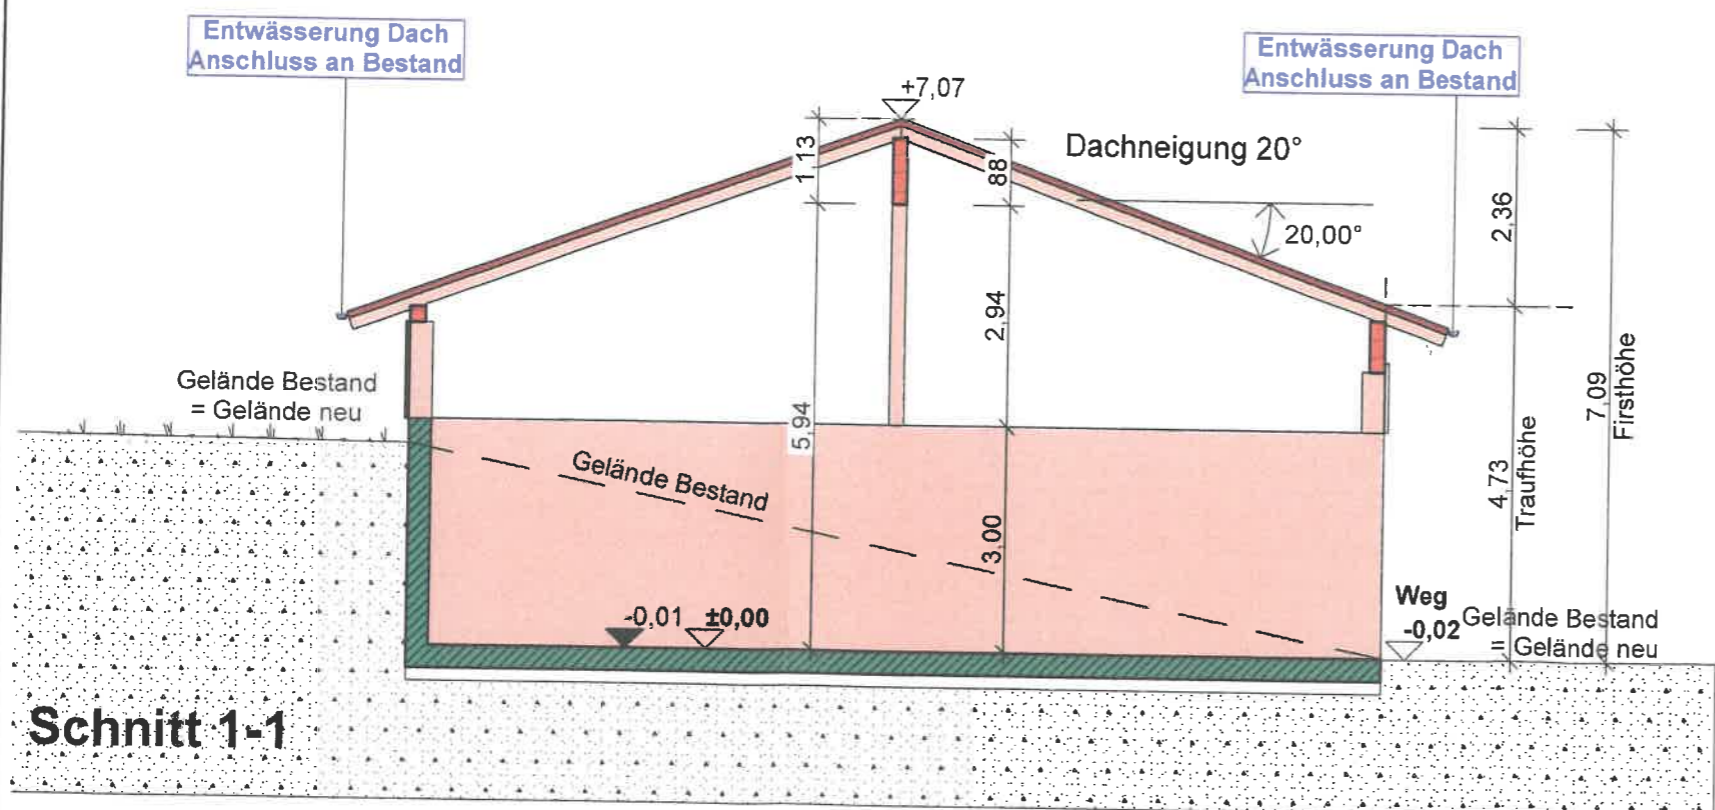 Entwässerung Dach
Anschluss an Bestand
Entwässerung Dach
Anschluss an Bestand
+7,07
1,13
88
Dachneigung 20°
20,00°
2,36
2,94
Gelände Bestand
= Gelände neu
5,94
Gelände Bestand
3,00
4,73
Traufhöhe
7,09
Firsthöhe
-0,01
±0,00
Weg
-0,02
Gelände Bestand
= Gelände neu
Schnitt 1-1